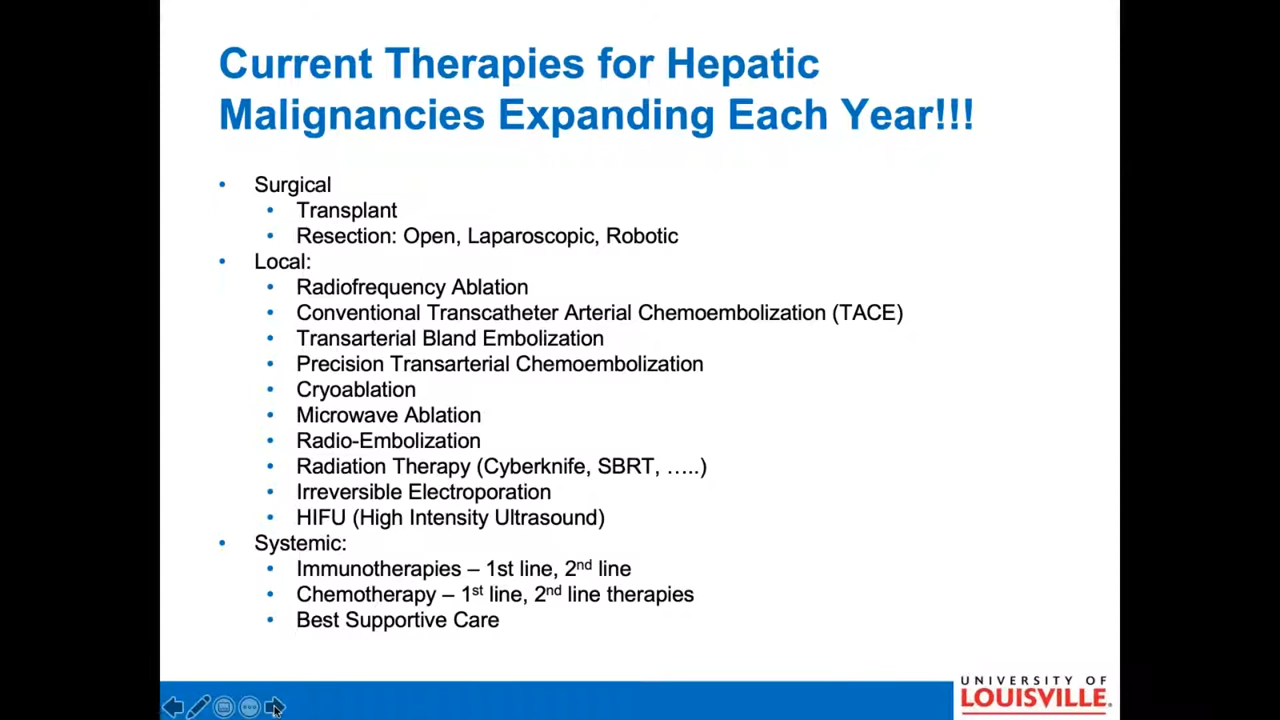 Current Therapies for Hepatic
Malignancies Expanding Each Year!!!
• Surgical
• Transplant
• Resection: Open, Laparoscopic, Robotic
• Local:
• Radiofrequency Ablation
• Conventional Transcatheter Arterial Chemoembolization (TACE)
• Transarterial Bland Embolization
• Precision Transarterial Chemoembolization
• Cryoablation
• Microwave Ablation
• Radio-Embolization
• Radiation Therapy (Cyberknife, SBRT, …..)
• Irreversible Electroporation
• HIFU (High Intensity Ultrasound)
• Systemic:
• Immunotherapies – 1st line, 2nd line
• Chemotherapy – 1st line, 2nd line therapies
• Best Supportive Care
UNIVERSITY OF
LOUISVILLE.